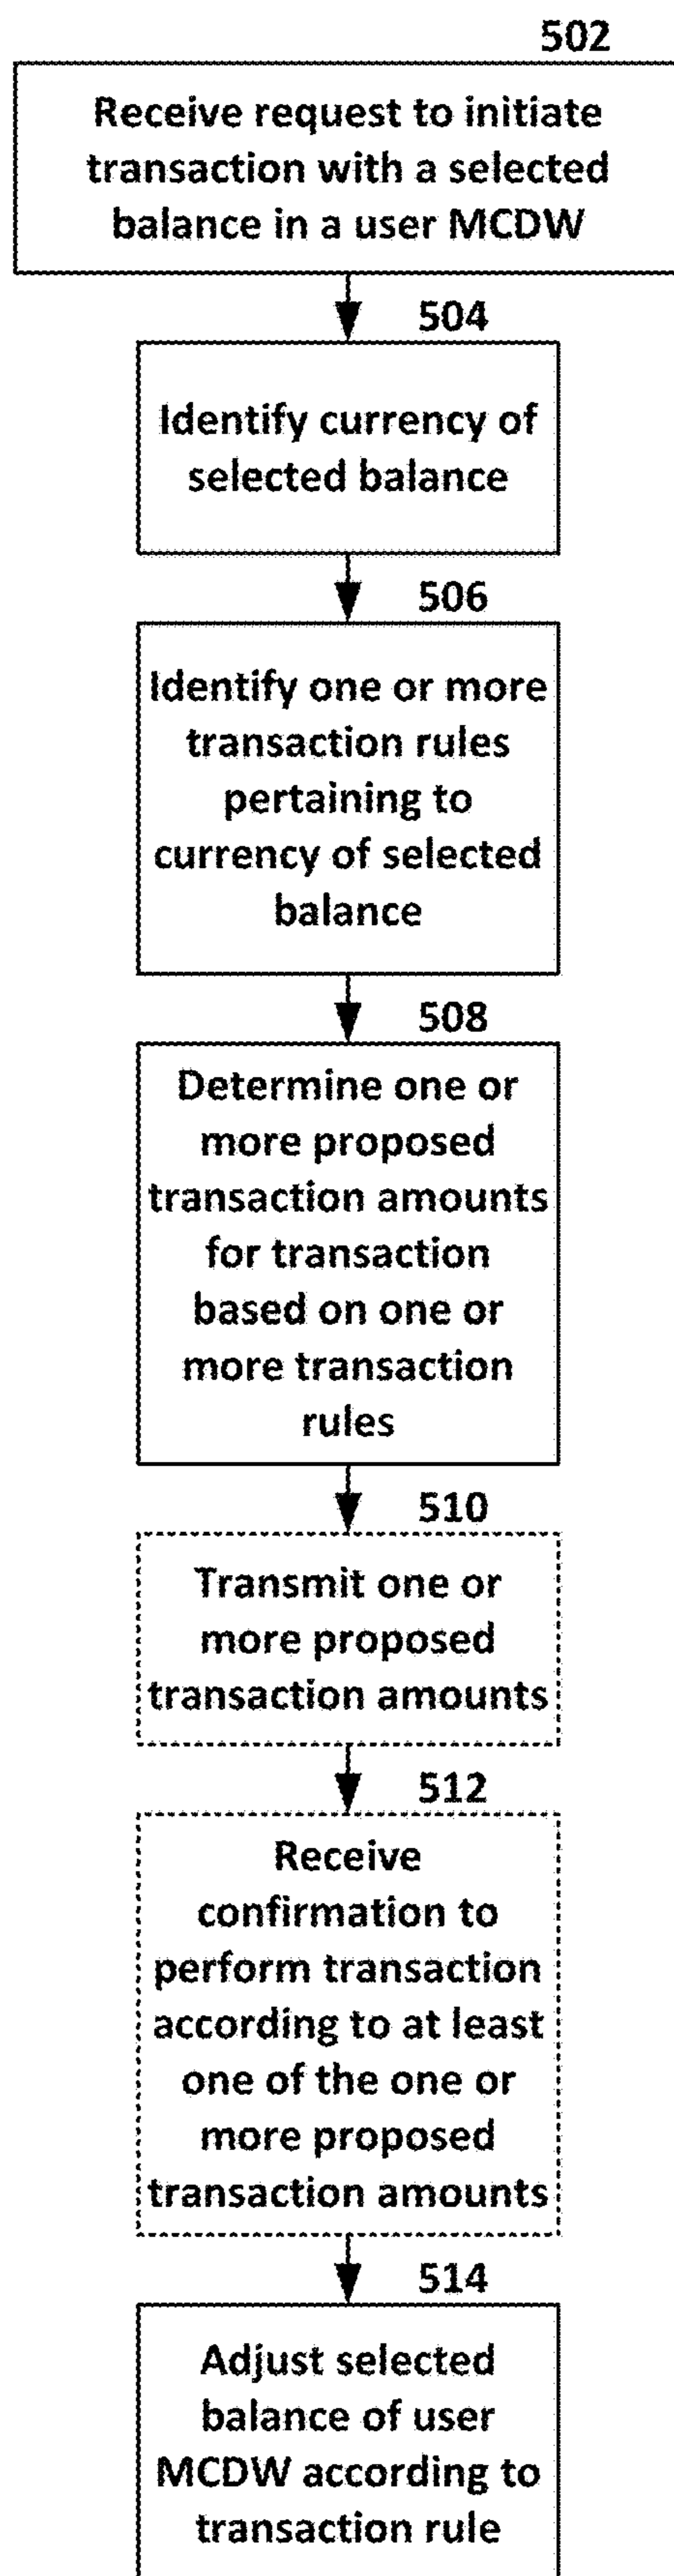 502
Receive request to initiate
transaction with a selected
balance in a user MCDW
504
Identify currency of
selected balance
506
Identify one or more
transaction rules
pertaining to
currency of selected
balance
508
Determine one or
more proposed
transaction amounts
for transaction
based on one or
more transaction
rules
510
Transmit one or
more proposed
transaction amounts
512
Receive
confirmation to
perform transaction
according to at least
one of the one or
more proposed
transaction amounts
514
Adjust selected
balance of user
MCDW according to
transaction rule